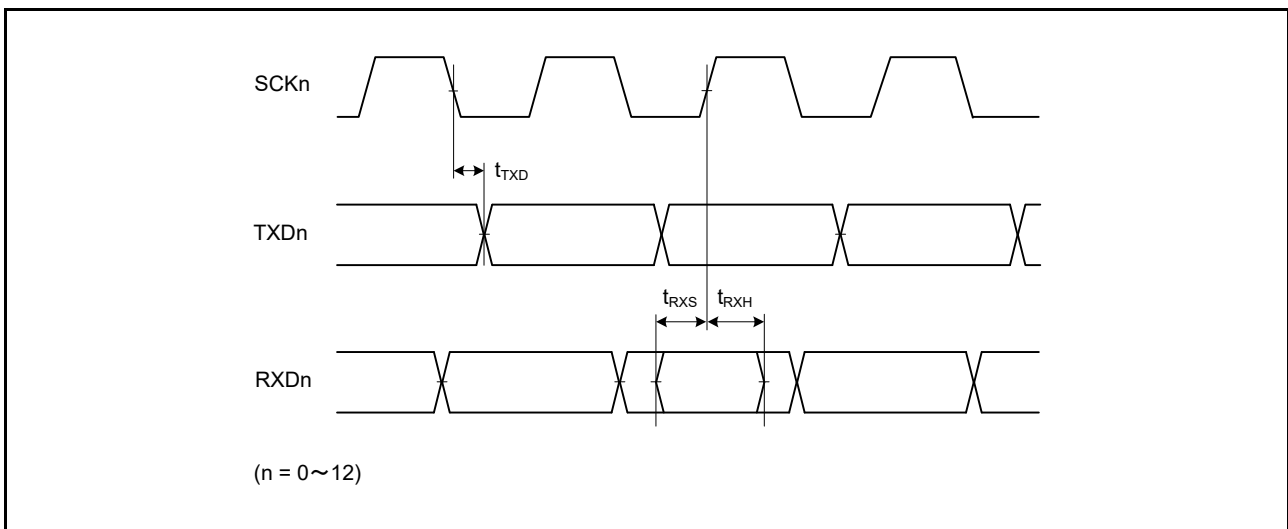 SCKn
tTXD
TXDn
tRXS tRXH
RXDn
(n = 0〜12)